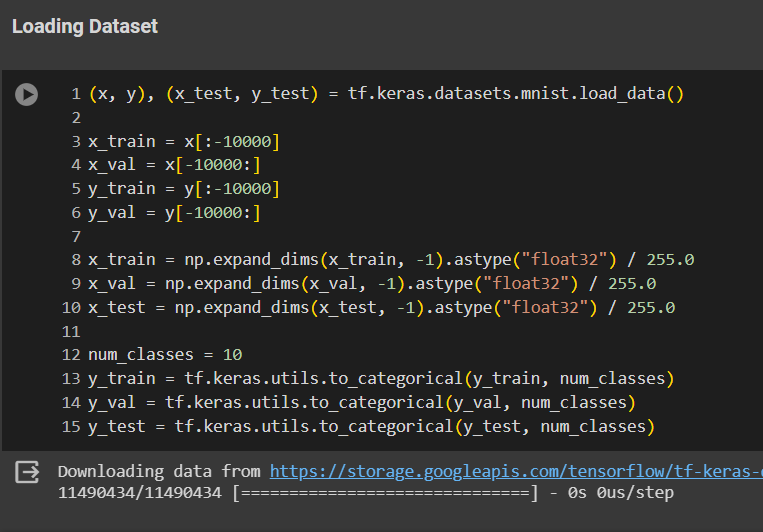 Loading Dataset
1 (x, y), (x_test, y_test) = tf.keras.datasets.mnist.load_data()
2
3 x_train = x[:-10000]
4 x_val = x[-10000:]
5 y_train = y[:-10000]
6 y_val = y[-10000:]
7
8 x_train = np.expand_dims(x_train, -1).astype("float32") / 255.0
9 x_val = np.expand_dims(x_val, -1).astype("float32") / 255.0
10 x_test = np.expand_dims(x_test, -1).astype("float32") / 255.0
11
12 num_classes = 10
13 y_train = tf.keras.utils.to_categorical(y_train, num_classes)
14 y_val = tf.keras.utils.to_categorical(y_val, num_classes)
15 y_test = tf.keras.utils.to_categorical(y_test, num_classes)
Downloading data from https://storage.googleapis.com/tensorflow/tf-keras-
11490434/11490434 [==============================] - 0s 0us/step